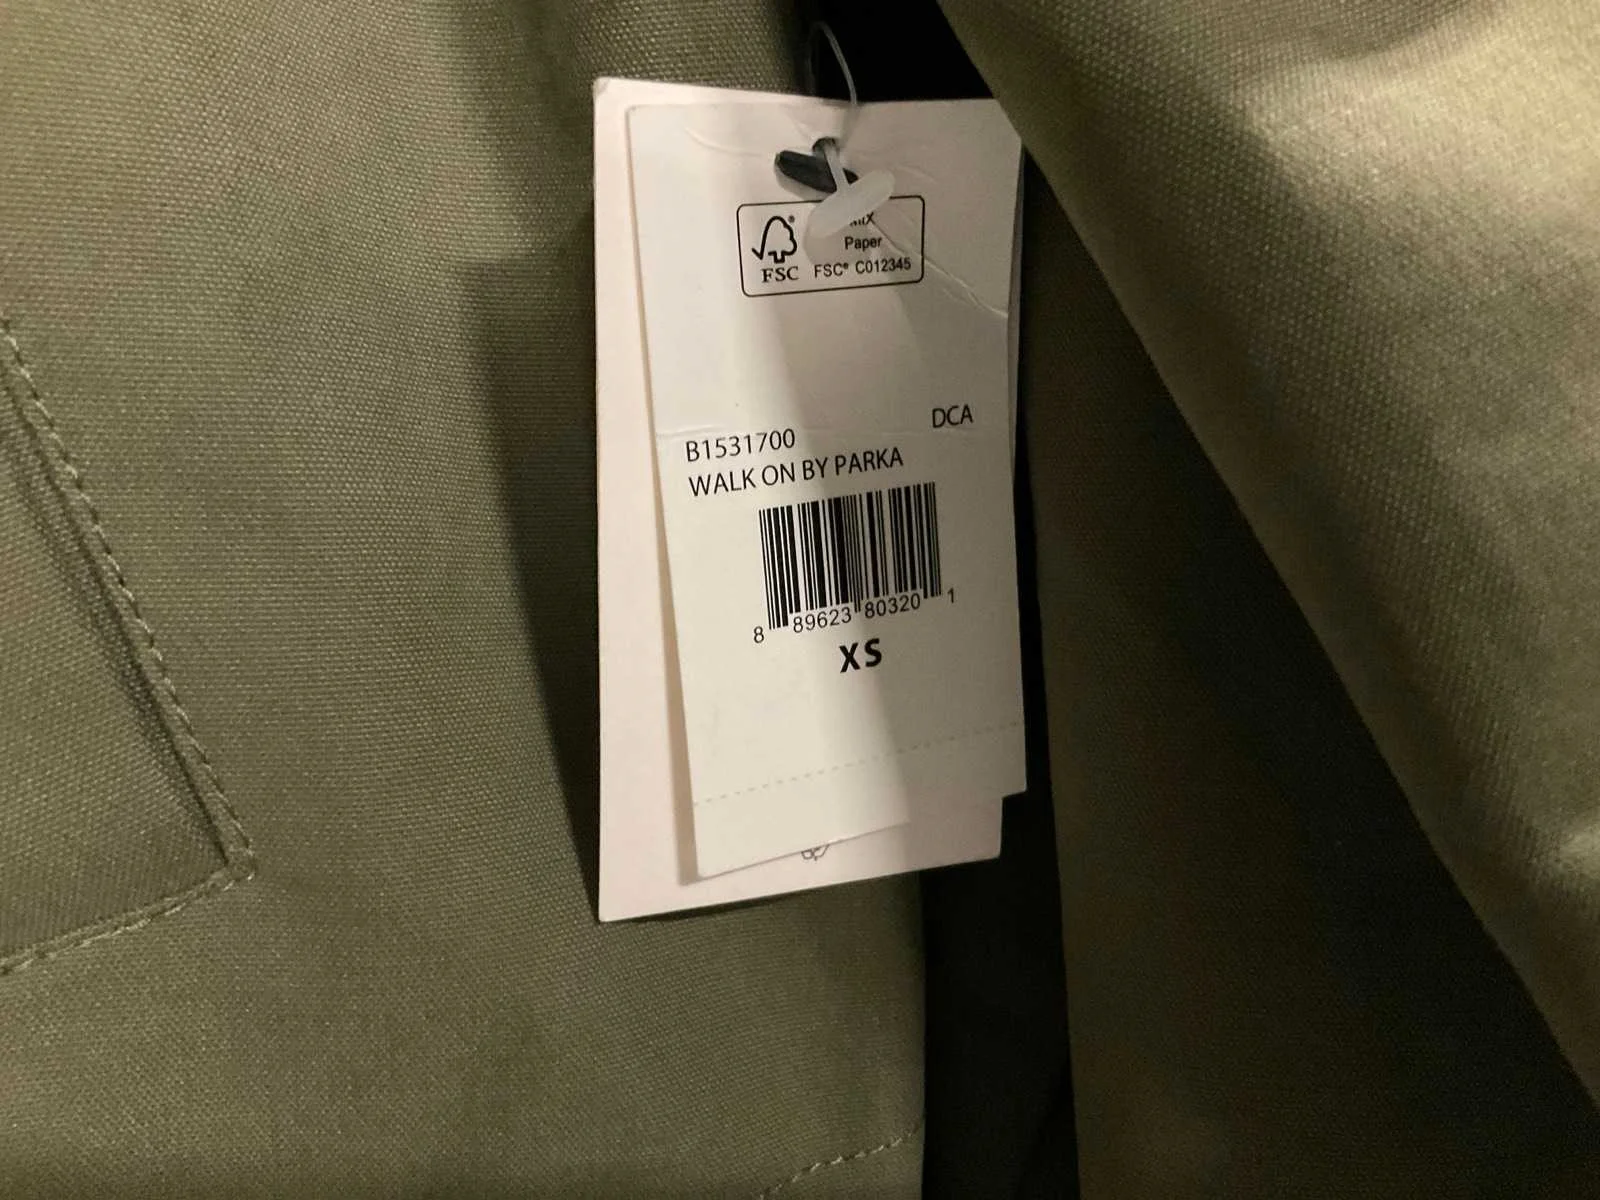 MIX
Paper
FSC® C012345
FSC
DCA
B1531700
WALK ON BY PARKA
8 89623 80320 1
XS